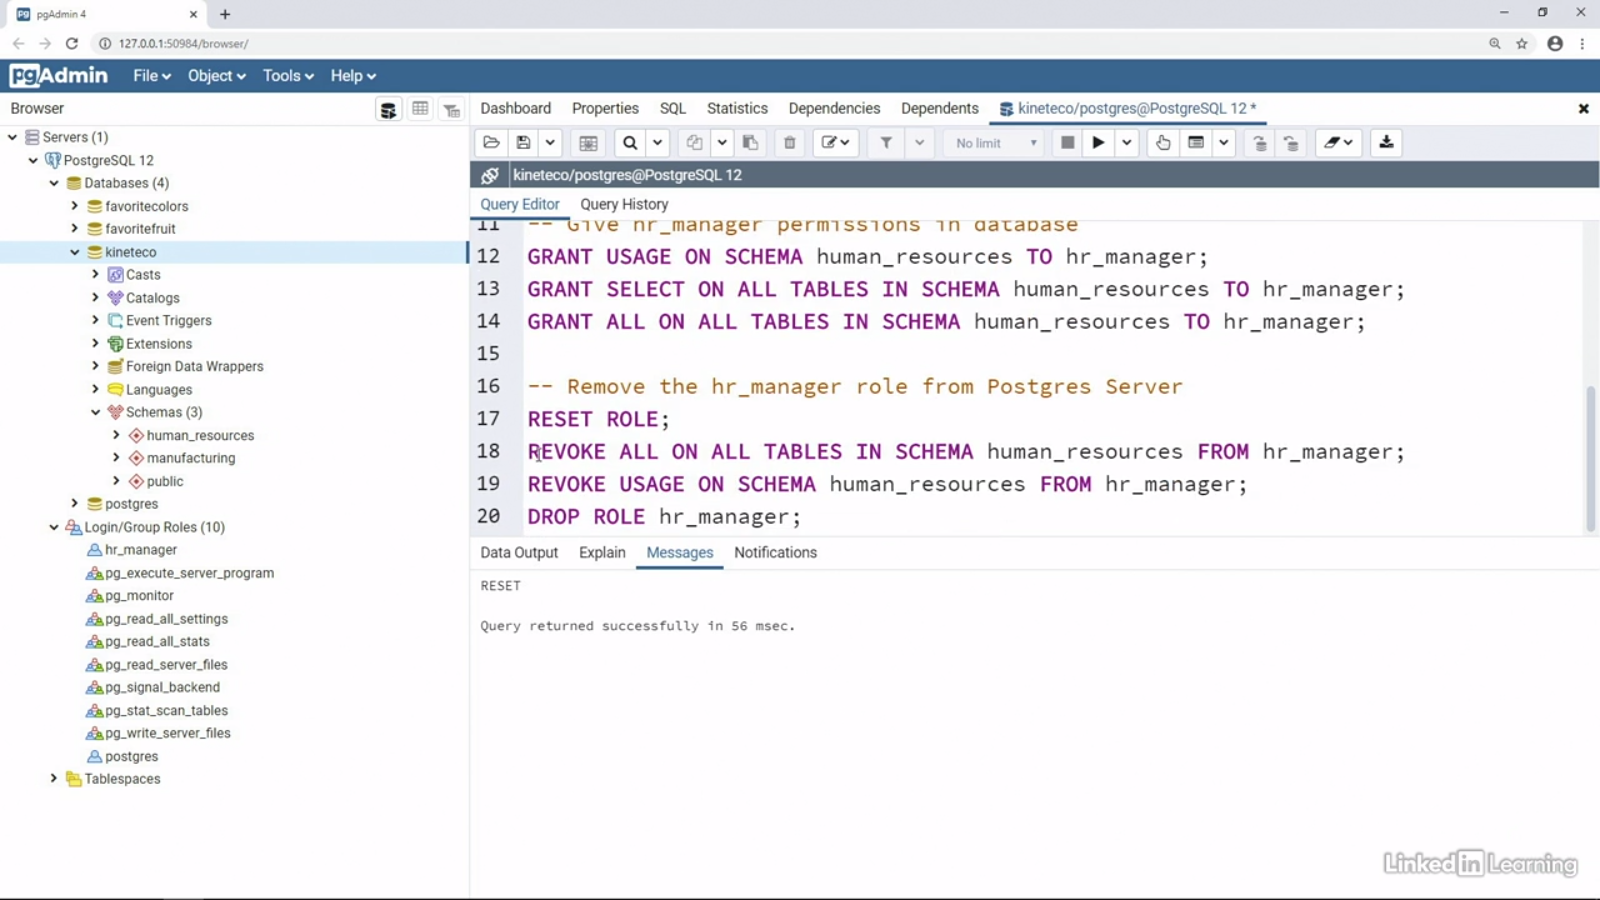 pgAdmin 4
127.0.0.1:50984/browser/
pgAdmin File Object Tools Help
Browser
Dashboard Properties SQL Statistics Dependencies Dependents kineteco/postgres@PostgreSQL 12 *
No limit
kineteco/postgres@PostgreSQL 12
Query Editor Query History
Servers (1)
PostgreSQL 12
Databases (4)
favoritecolors
favoritefruit
kineteco
Casts
Catalogs
Event Triggers
Extensions
Foreign Data Wrappers
Languages
Schemas (3)
human_resources
manufacturing
public
postgres
Login/Group Roles (10)
hr_manager
pg_execute_server_program
pg_monitor
pg_read_all_settings
pg_read_all_stats
pg_read_server_files
pg_signal_backend
pg_stat_scan_tables
pg_write_server_files
postgres
Tablespaces
11 -- Give hr_manager permissions in database
12 GRANT USAGE ON SCHEMA human_resources TO hr_manager;
13 GRANT SELECT ON ALL TABLES IN SCHEMA human_resources TO hr_manager;
14 GRANT ALL ON ALL TABLES IN SCHEMA human_resources TO hr_manager;
15
16 -- Remove the hr_manager role from Postgres Server
17 RESET ROLE;
18 REVOKE ALL ON ALL TABLES IN SCHEMA human_resources FROM hr_manager;
19 REVOKE USAGE ON SCHEMA human_resources FROM hr_manager;
20 DROP ROLE hr_manager;
Data Output Explain Messages Notifications
RESET
Query returned successfully in 56 msec.
Linked in Learning